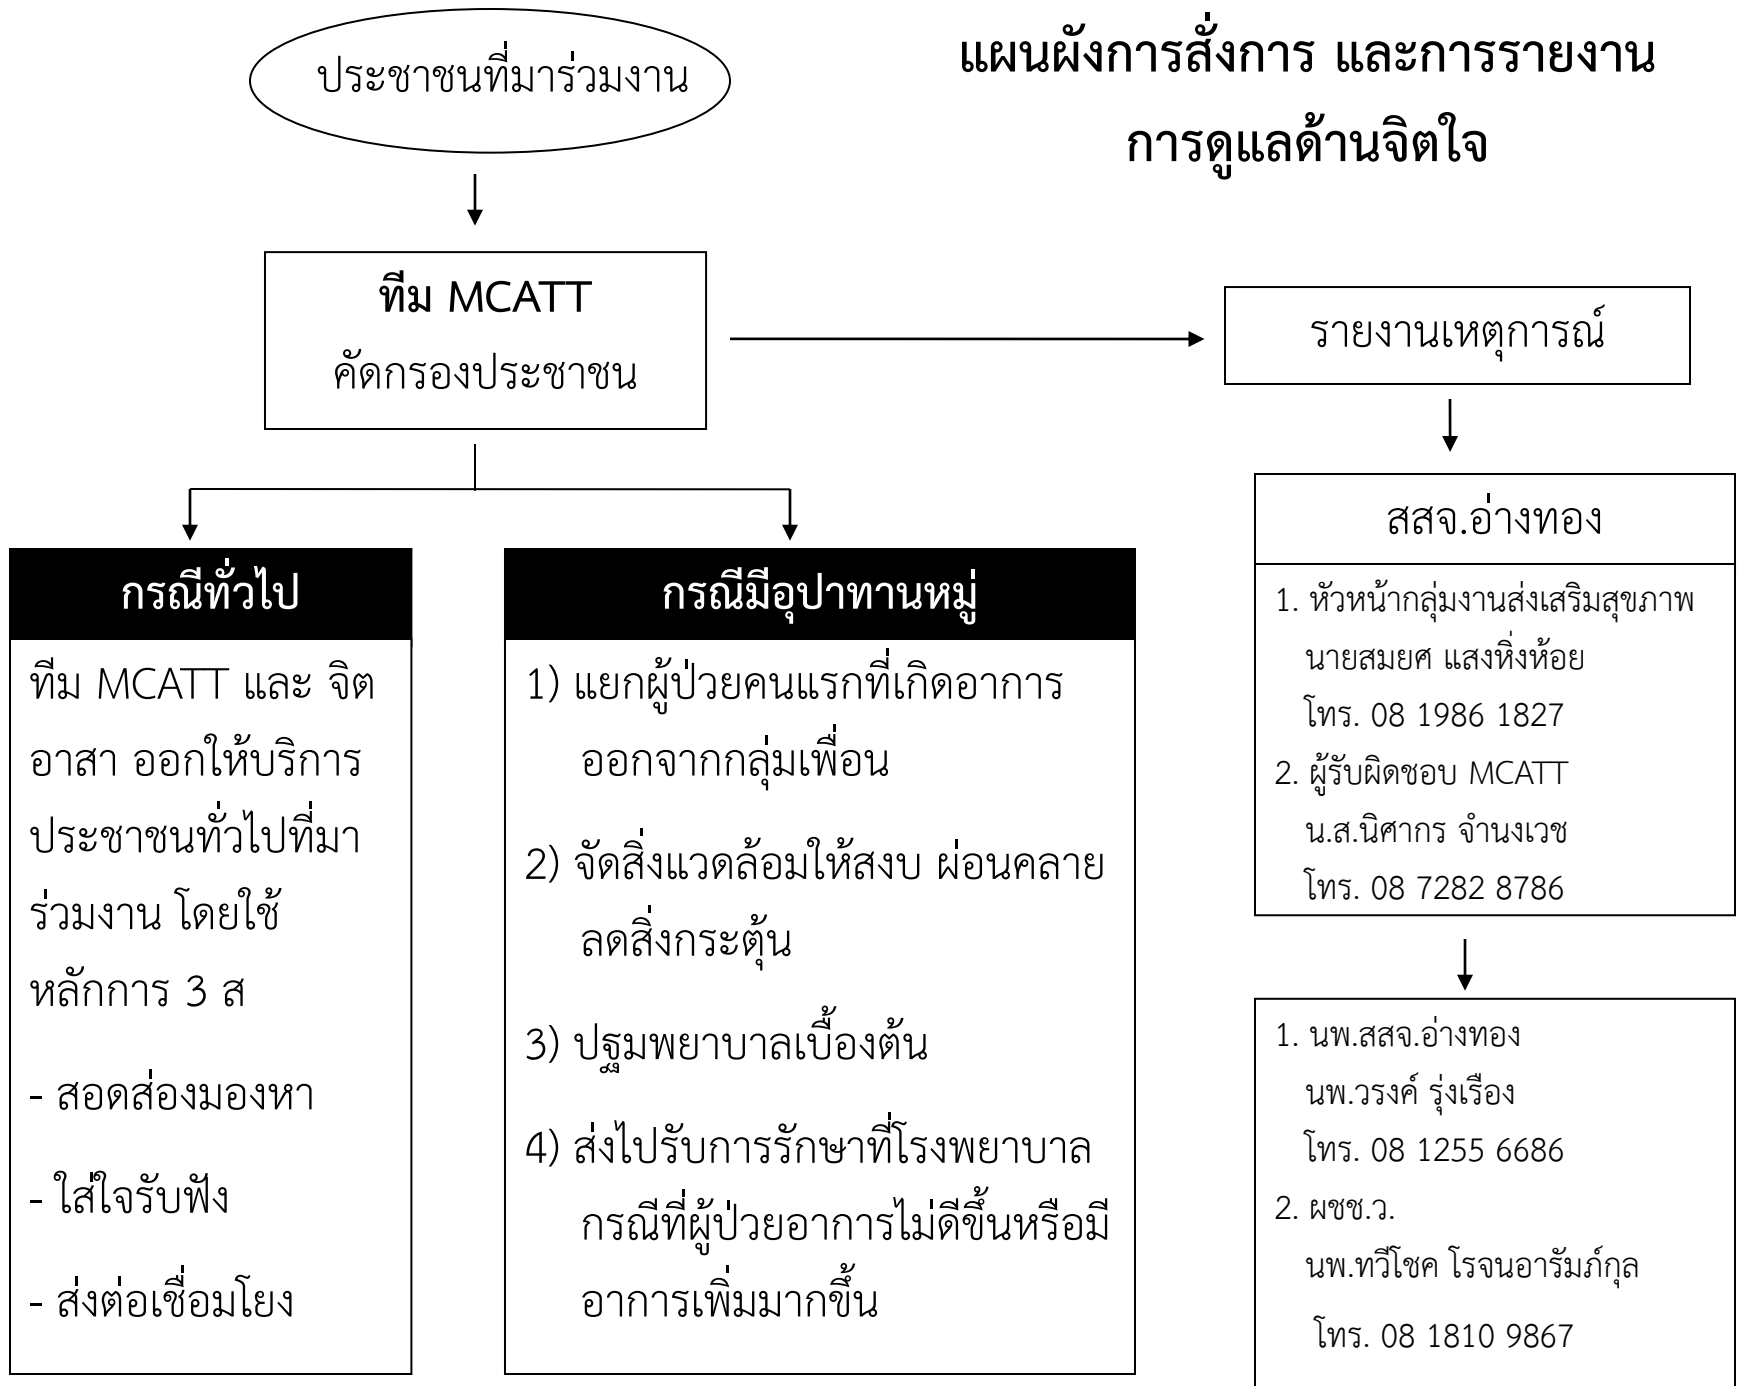 ประชาชนที่มาร่วมงาน
แผนผังการสั่งการ และการรายงาน
การดูแลด้านจิตใจ
ทีม MCATT
คัดกรองประชาชน
รายงานเหตุการณ์
กรณีทั่วไป
ทีม MCATT และ จิต
อาสา ออกให้บริการ
ประชาชนทั่วไปที่มา
ร่วมงาน โดยใช้
หลักการ 3 ส
- สอดส่องมองหา
- ใส่ใจรับฟัง
- ส่งต่อเชื่อมโยง
กรณีมีอุปาทานหมู่
1) แยกผู้ป่วยคนแรกที่เกิดอาการ
ออกจากกลุ่มเพื่อน
2) จัดสิ่งแวดล้อมให้สงบ ผ่อนคลาย
ลดสิ่งกระตุ้น
3) ปฐมพยาบาลเบื้องต้น
4) ส่งไปรับการรักษาที่โรงพยาบาล
กรณีที่ผู้ป่วยอาการไม่ดีขึ้นหรือมี
อาการเพิ่มมากขึ้น
สสจ.อ่างทอง
1. หัวหน้ากลุ่มงานส่งเสริมสุขภาพ
นายสมยศ แสงหิ่งห้อย
โทร. 08 1986 1827
2. ผู้รับผิดชอบ MCATT
น.ส.นิศากร จำนงเวช
โทร. 08 7282 8786
1. นพ.สสจ.อ่างทอง
นพ.วรงค์ รุ่งเรือง
โทร. 08 1255 6686
2. ผชช.ว.
นพ.ทวีโชค โรจนอารัมภ์กุล
โทร. 08 1810 9867